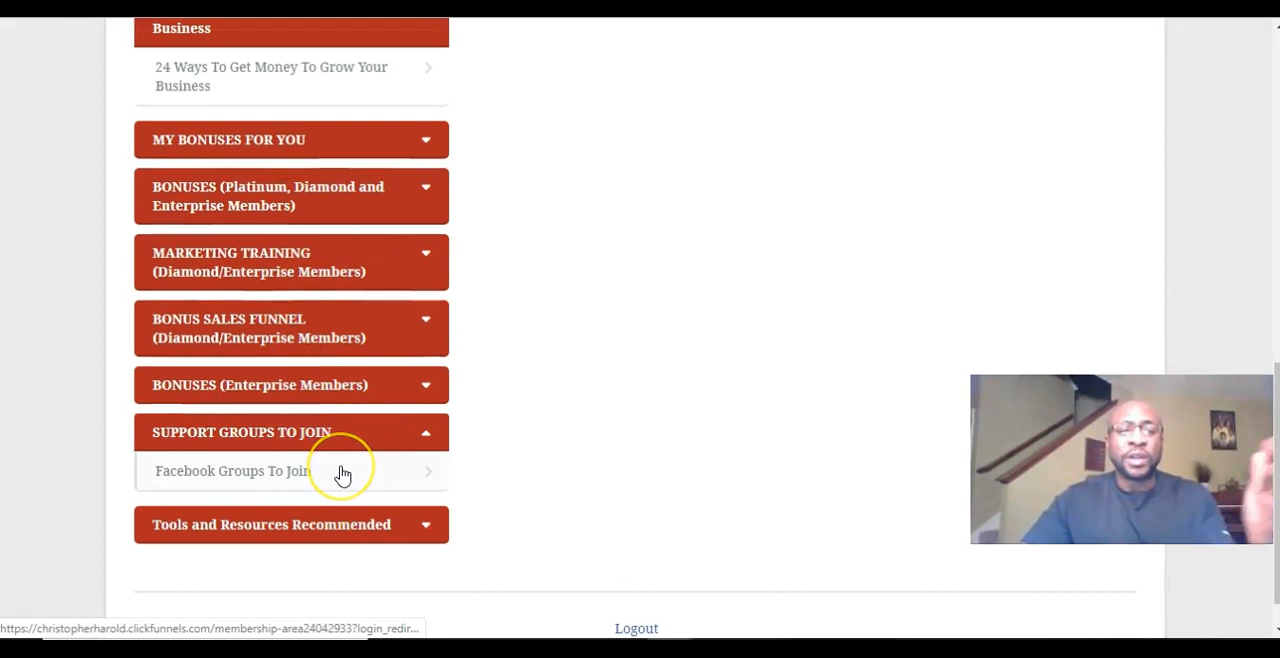 Business
24 Ways To Get Money To Grow Your
Business
MY BONUSES FOR YOU
BONUSES (Platinum, Diamond and
Enterprise Members)
MARKETING TRAINING
(Diamond/Enterprise Members)
BONUS SALES FUNNEL
(Diamond/Enterprise Members)
BONUSES (Enterprise Members)
SUPPORT GROUPS TO JOIN
Facebook Groups To Join
Tools and Resources Recommended
https://christopherharold.clickfunnels.com/membership-area24042933?login_redir...
Logout